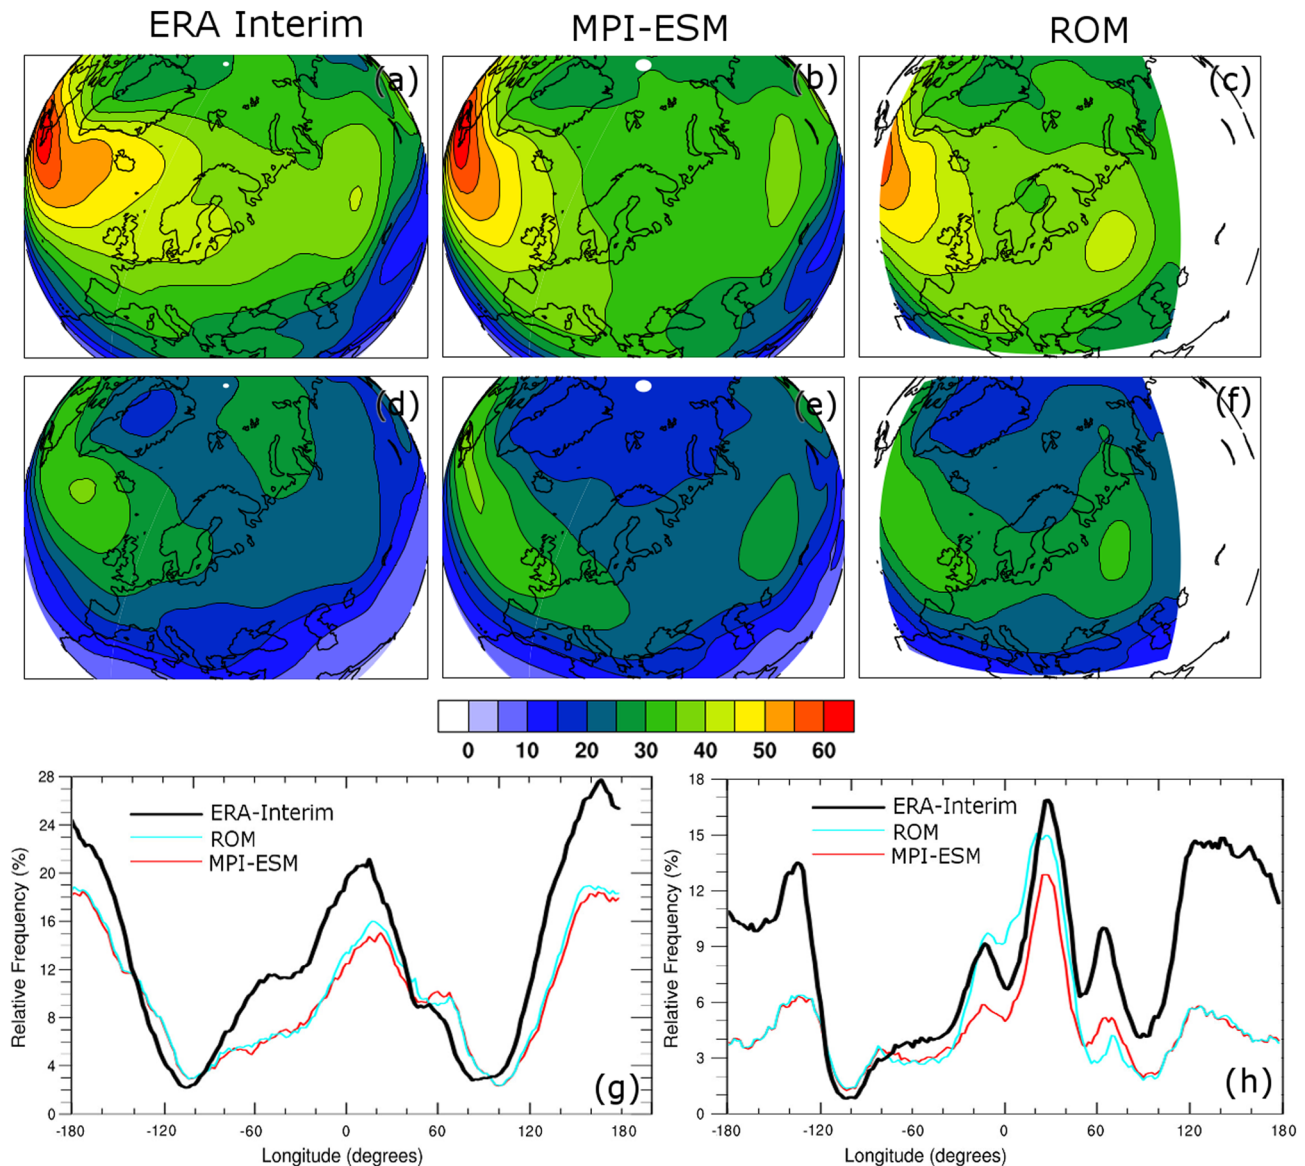 ERA Interim MPI-ESM ROM
(a) (b) (c)
(d) (e) (f)
0 10 20 30 40 50 60
28
24
20
16
12
8
4
0
Relative Frequency (%)
ERA-Interim
ROM
MPI-ESM
(g)
-180 -120 -60 0 60 120 180
Longitude (degrees)
18
15
12
9
6
3
0
Relative Frequency (%)
ERA-Interim
ROM
MPI-ESM
(h)
-180 -120 -60 0 60 120 180
Longitude (degrees)